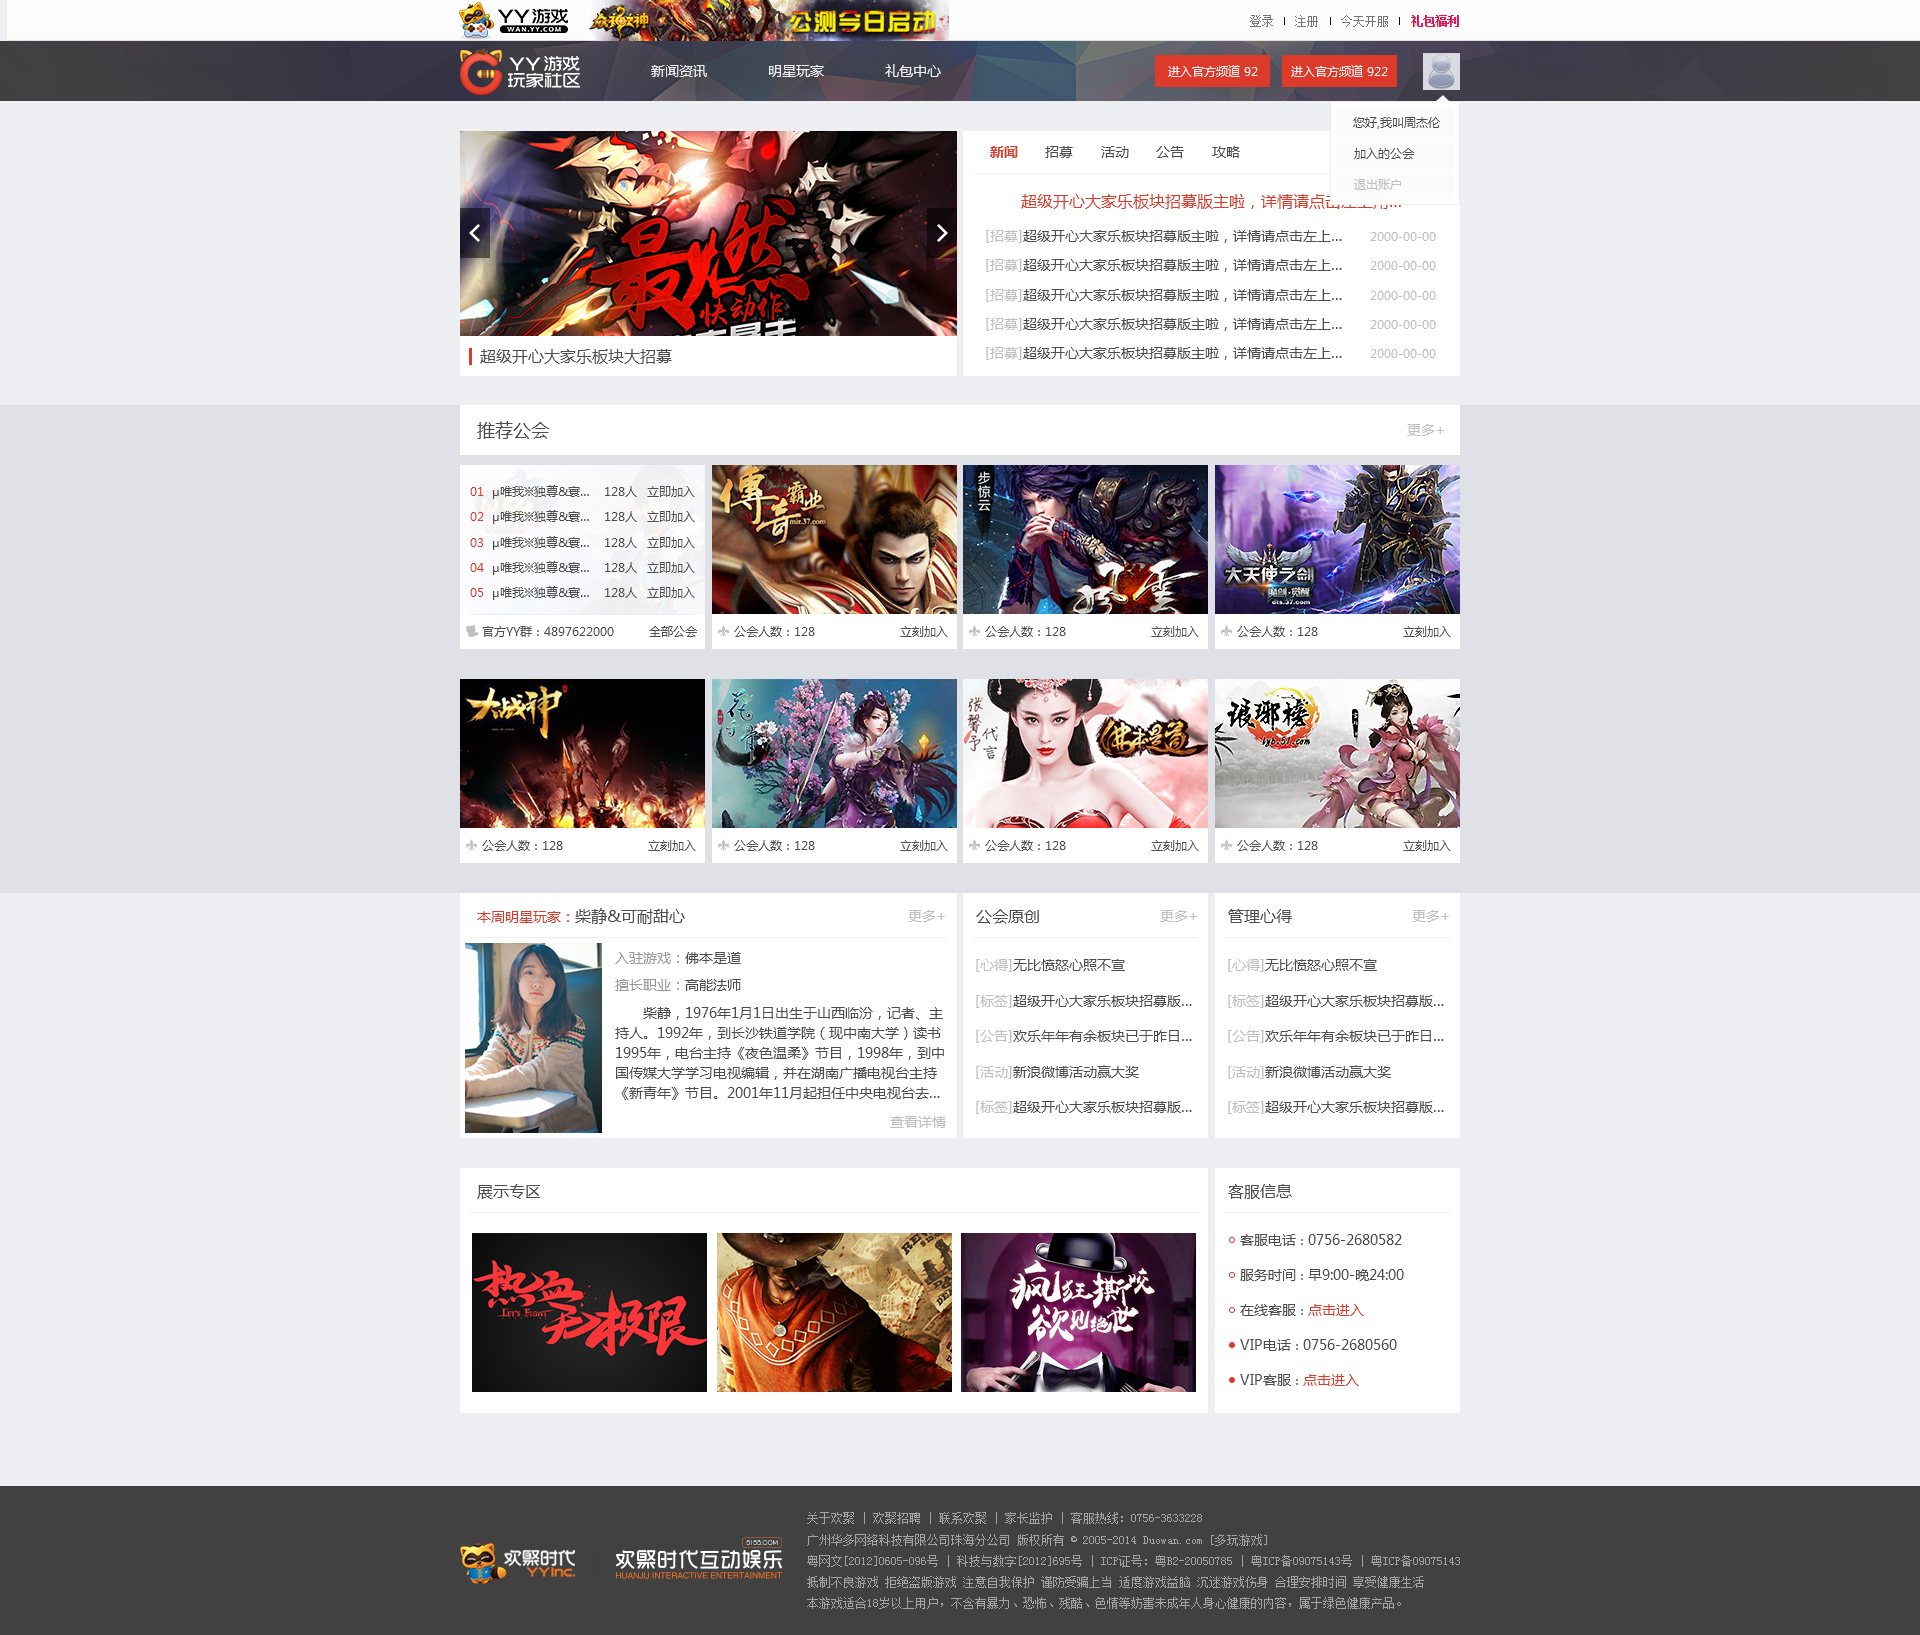 YY游戏
WAN.YY.COM
众神之神
公测今日启动
登录 | 注册 | 今天开服 | 礼包福利
YY游戏
玩家社区
新闻资讯 明星玩家 礼包中心
进入官方频道 92 进入官方频道 922
您好,我叫周杰伦
加入的公会
退出账户
最燃
快动作
新闻 招募 活动 公告 攻略
超级开心大家乐板块招募版主啦，详情请点击左上角...
[招募]超级开心大家乐板块招募版主啦，详情请点击左上... 2000-00-00
[招募]超级开心大家乐板块招募版主啦，详情请点击左上... 2000-00-00
[招募]超级开心大家乐板块招募版主啦，详情请点击左上... 2000-00-00
[招募]超级开心大家乐板块招募版主啦，详情请点击左上... 2000-00-00
[招募]超级开心大家乐板块招募版主啦，详情请点击左上... 2000-00-00
超级开心大家乐板块大招募
推荐公会 更多+
01 μ唯我※独尊&寰... 128人 立即加入
02 μ唯我※独尊&寰... 128人 立即加入
03 μ唯我※独尊&寰... 128人 立即加入
04 μ唯我※独尊&寰... 128人 立即加入
05 μ唯我※独尊&寰... 128人 立即加入
官方YY群：4897622000 全部公会
傳奇霸业
mir.37.com
公会人数：128 立刻加入
步惊云
风雲
公会人数：128 立刻加入
大天使之剑
魔剑·觉醒
dts.37.com
公会人数：128 立刻加入
大战神
公会人数：128 立刻加入
花千骨
公会人数：128 立刻加入
张馨予
代言
佛本是道
公会人数：128 立刻加入
琅琊榜
lyb.51.com
公会人数：128 立刻加入
本周明星玩家：柴静&可耐甜心 更多+
入驻游戏：佛本是道
擅长职业：高能法师
柴静，1976年1月1日出生于山西临汾，记者、主
持人。1992年，到长沙铁道学院（现中南大学）读书
1995年，电台主持《夜色温柔》节目，1998年，到中
国传媒大学学习电视编辑，并在湖南广播电视台主持
《新青年》节目。2001年11月起担任中央电视台去...
查看详情
公会原创 更多+
[心得]无比愤怒心照不宣
[标签]超级开心大家乐板块招募版...
[公告]欢乐年年有余板块已于昨日...
[活动]新浪微博活动赢大奖
[标签]超级开心大家乐板块招募版...
管理心得 更多+
[心得]无比愤怒心照不宣
[标签]超级开心大家乐板块招募版...
[公告]欢乐年年有余板块已于昨日...
[活动]新浪微博活动赢大奖
[标签]超级开心大家乐板块招募版...
展示专区
热血无极限
LET'S FIGHT
疯狂撕咬
欲见绝世
客服信息
客服电话：0756-2680582
服务时间：早9:00-晚24:00
在线客服：点击进入
VIP电话：0756-2680560
VIP客服：点击进入
欢聚时代
YY Inc.
5155.COM
欢聚时代互动娱乐
HUANJU INTERACTIVE ENTERTAINMENT
关于欢聚 | 欢聚招聘 | 联系欢聚 | 家长监护 | 客服热线: 0756-3633228
广州华多网络科技有限公司珠海分公司 版权所有 © 2005-2014 Duowan.com [多玩游戏]
粤网文[2012]0605-096号 | 科技与数字[2012]695号 | ICP证号: 粤B2-20050785 | 粤ICP备09075143号 | 粤ICP备09075143
抵制不良游戏 拒绝盗版游戏 注意自我保护 谨防受骗上当 适度游戏益脑 沉迷游戏伤身 合理安排时间 享受健康生活
本游戏适合18岁以上用户，不含有暴力、恐怖、残酷、色情等妨害未成年人身心健康的内容，属于绿色健康产品。